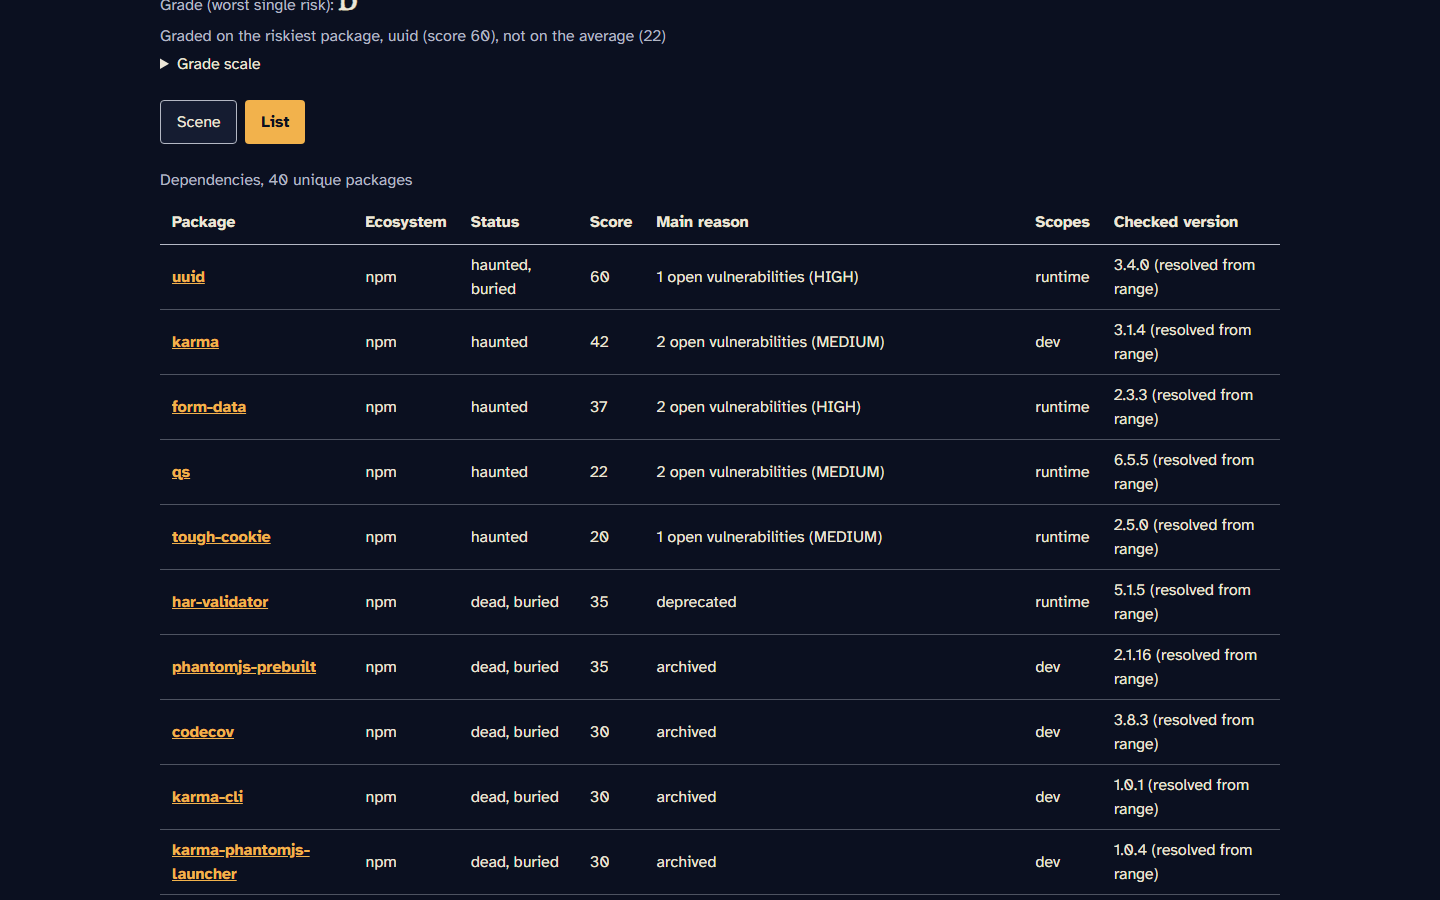 Grade (worst single risk): D
Graded on the riskiest package, uuid (score 60), not on the average (22)
▶ Grade scale
Scene List
Dependencies, 40 unique packages
Package Ecosystem Status Score Main reason Scopes Checked version
uuid npm haunted, buried 60 1 open vulnerabilities (HIGH) runtime 3.4.0 (resolved from range)
karma npm haunted 42 2 open vulnerabilities (MEDIUM) dev 3.1.4 (resolved from range)
form-data npm haunted 37 2 open vulnerabilities (HIGH) runtime 2.3.3 (resolved from range)
qs npm haunted 22 2 open vulnerabilities (MEDIUM) runtime 6.5.5 (resolved from range)
tough-cookie npm haunted 20 1 open vulnerabilities (MEDIUM) runtime 2.5.0 (resolved from range)
har-validator npm dead, buried 35 deprecated runtime 5.1.5 (resolved from range)
phantomjs-prebuilt npm dead, buried 35 archived dev 2.1.16 (resolved from range)
codecov npm dead, buried 30 archived dev 3.8.3 (resolved from range)
karma-cli npm dead, buried 30 archived dev 1.0.1 (resolved from range)
karma-phantomjs-launcher npm dead, buried 30 archived dev 1.0.4 (resolved from range)